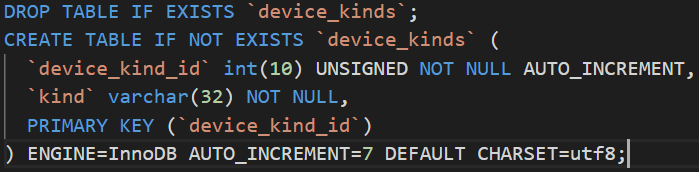 DROP TABLE IF EXISTS `device_kinds`;
CREATE TABLE IF NOT EXISTS `device_kinds` (
  `device_kind_id` int(10) UNSIGNED NOT NULL AUTO_INCREMENT,
  `kind` varchar(32) NOT NULL,
  PRIMARY KEY (`device_kind_id`)
) ENGINE=InnoDB AUTO_INCREMENT=7 DEFAULT CHARSET=utf8;